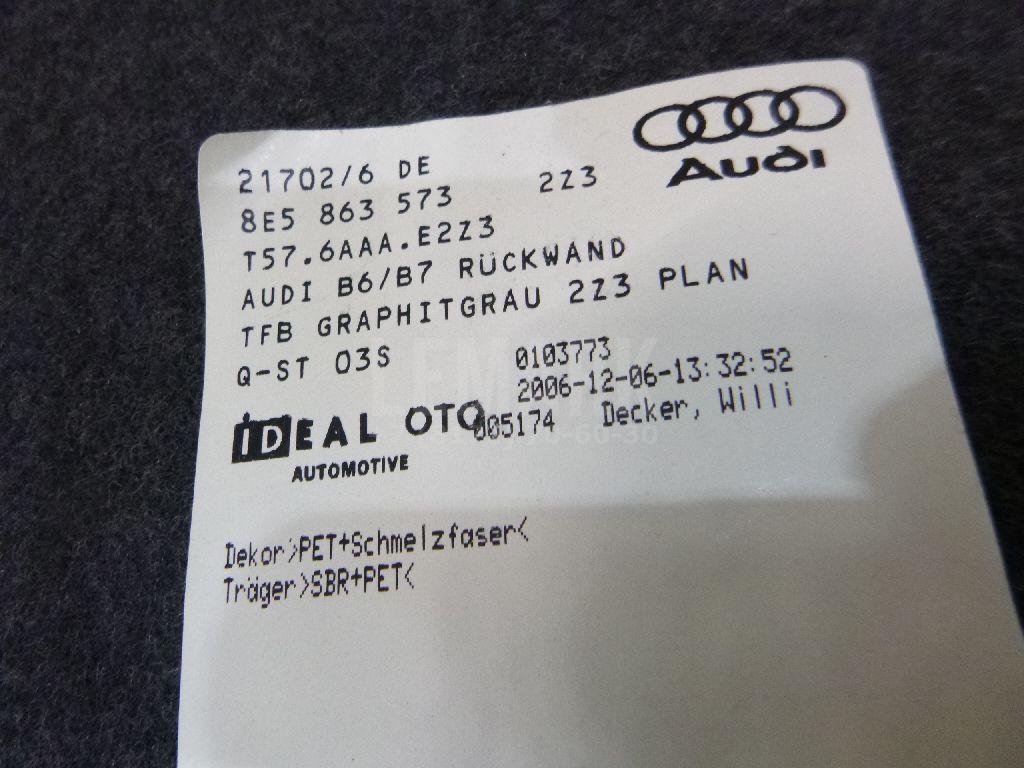 Audi
21702/6 DE
8E5 863 573 2Z3
T57.6AAA.E2Z3
AUDI B6/B7 RÜCKWAND
TFB GRAPHITGRAU 2Z3 PLAN
Q-ST 03S 0103773
2006-12-06-13:32:52
IDEAL OTO 005174 Decker, Willi
AUTOMOTIVE
Dekor>PET+Schmelzfaser<
Träger>SBR+PET<